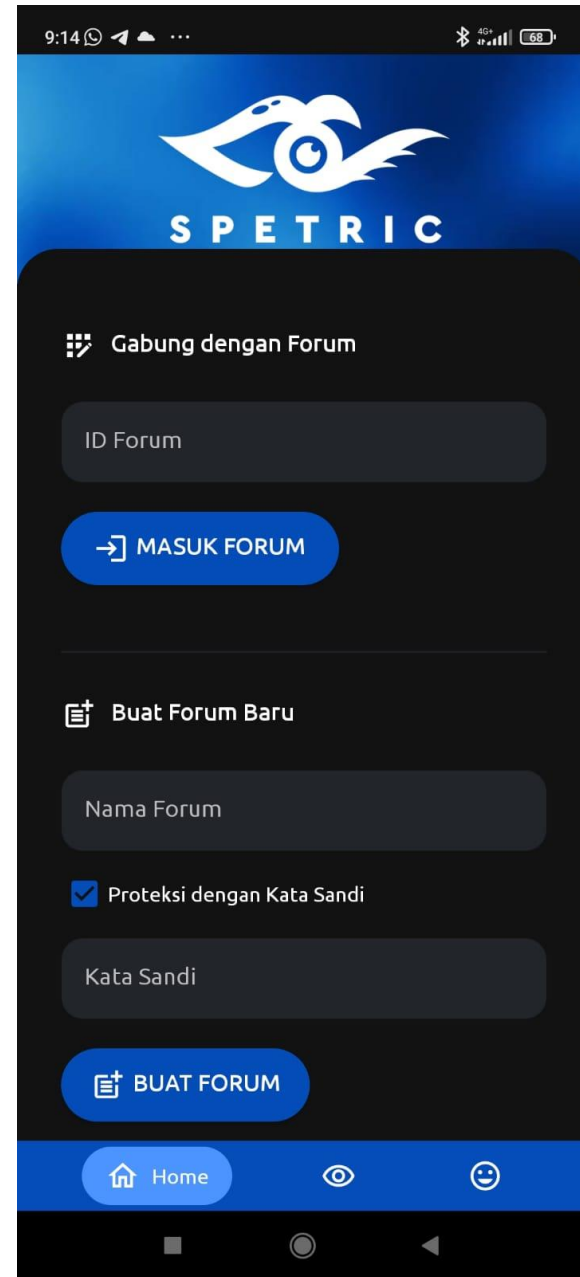 9:14
4G+
68
SPETRIC
Gabung dengan Forum
ID Forum
MASUK FORUM
Buat Forum Baru
Nama Forum
Proteksi dengan Kata Sandi
Kata Sandi
BUAT FORUM
Home